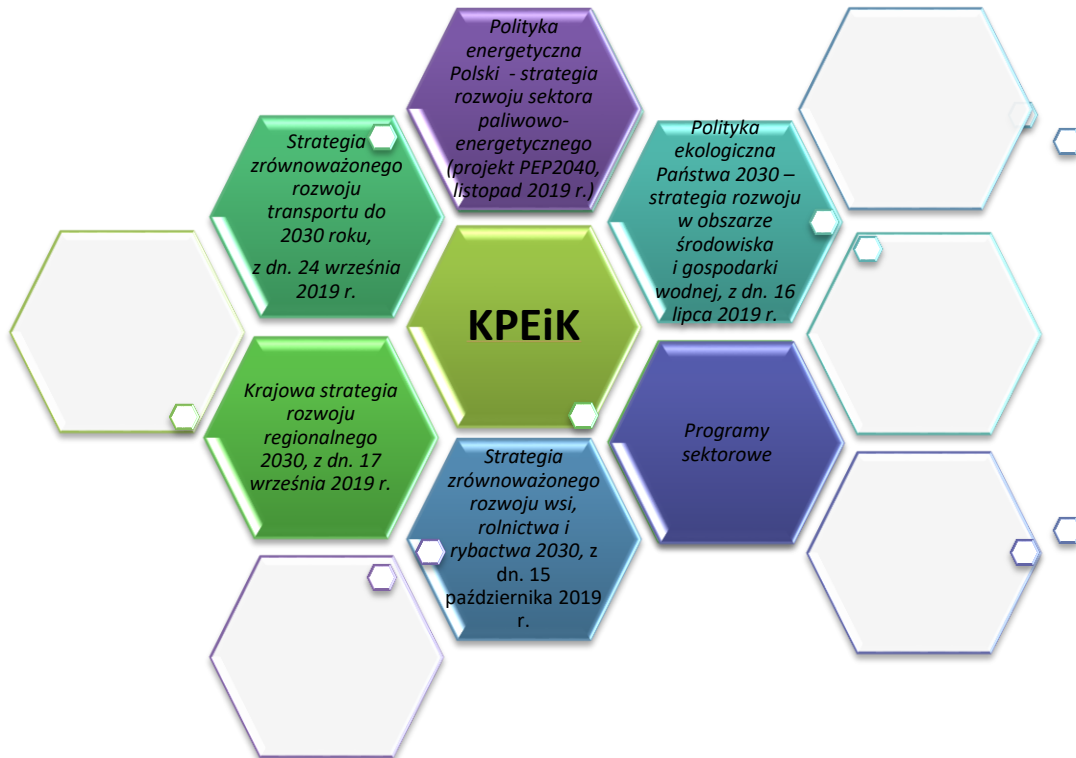 Polityka
energetyczna
Polski - strategia
rozwoju sektora
paliwowo-
energetycznego
(projekt PEP2040,
listopad 2019 r.)
Strategia
zrównoważonego
rozwoju
transportu do
2030 roku,
z dn. 24 września
2019 r.
Polityka
ekologiczna
Państwa 2030 –
strategia rozwoju
w obszarze
środowiska
i gospodarki
wodnej, z dn. 16
lipca 2019 r.
KPEiK
Krajowa strategia
rozwoju
regionalnego
2030, z dn. 17
września 2019 r.
Programy
sektorowe
Strategia
zrównoważonego
rozwoju wsi,
rolnictwa i
rybactwa 2030, z
dn. 15
października 2019
r.